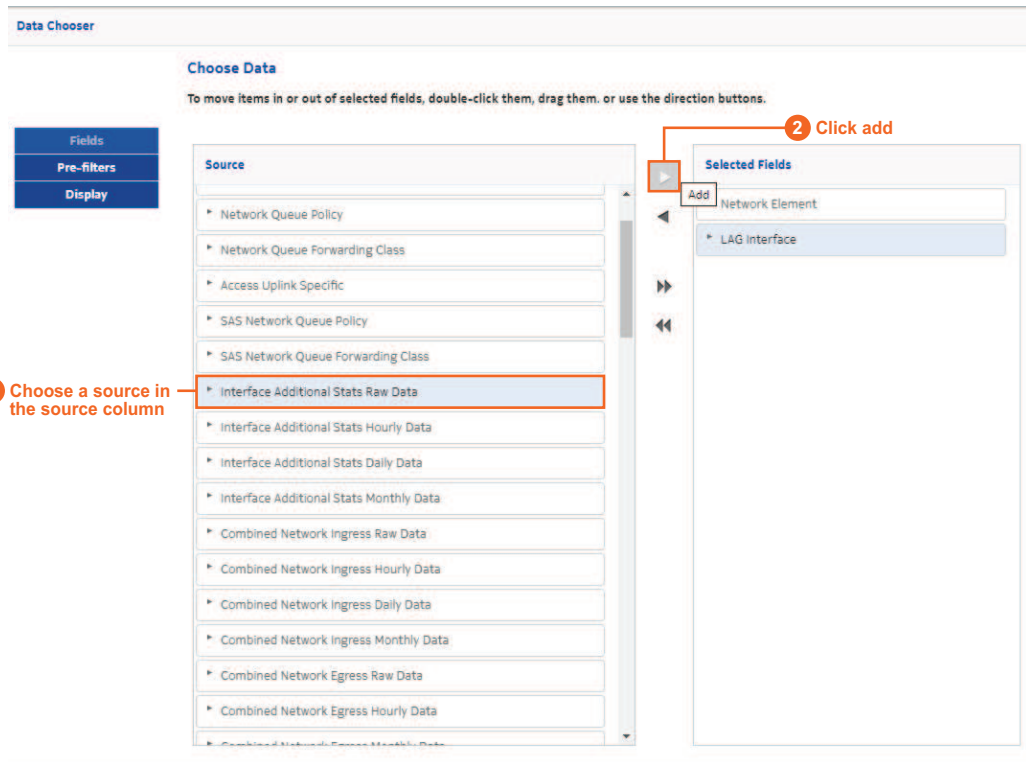 Data Chooser
Choose Data
To move items in or out of selected fields, double-click them, drag them. or use the direction buttons.
2 Click add
Fields
Pre-filters
Display
Source
Selected Fields
Add
Network Element
LAG Interface
Network Queue Policy
Network Queue Forwarding Class
Access Uplink Specific
SAS Network Queue Policy
SAS Network Queue Forwarding Class
Choose a source in
the source column
Interface Additional Stats Raw Data
Interface Additional Stats Hourly Data
Interface Additional Stats Daily Data
Interface Additional Stats Monthly Data
Combined Network Ingress Raw Data
Combined Network Ingress Hourly Data
Combined Network Ingress Daily Data
Combined Network Ingress Monthly Data
Combined Network Egress Raw Data
Combined Network Egress Hourly Data
Combined Network Egress Monthly Data